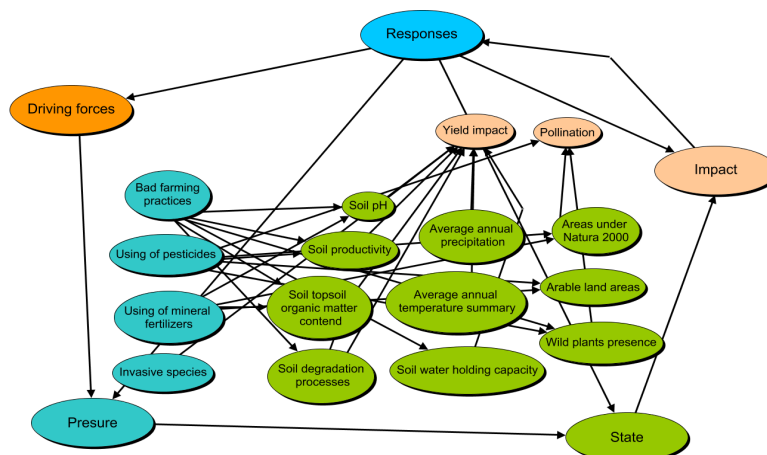 Responses
Driving forces
Yield impact
Pollination
Impact
Bad farming
practices
Soil pH
Average annual
precipitation
Areas under
Natura 2000
Using of pesticides
Soil productivity
Soil topsoil
organic matter
contend
Average annual
temperature summary
Arable land areas
Using of mineral
fertilizers
Wild plants presence
Invasive species
Soil degradation
processes
Soil water holding capacity
Presure
State